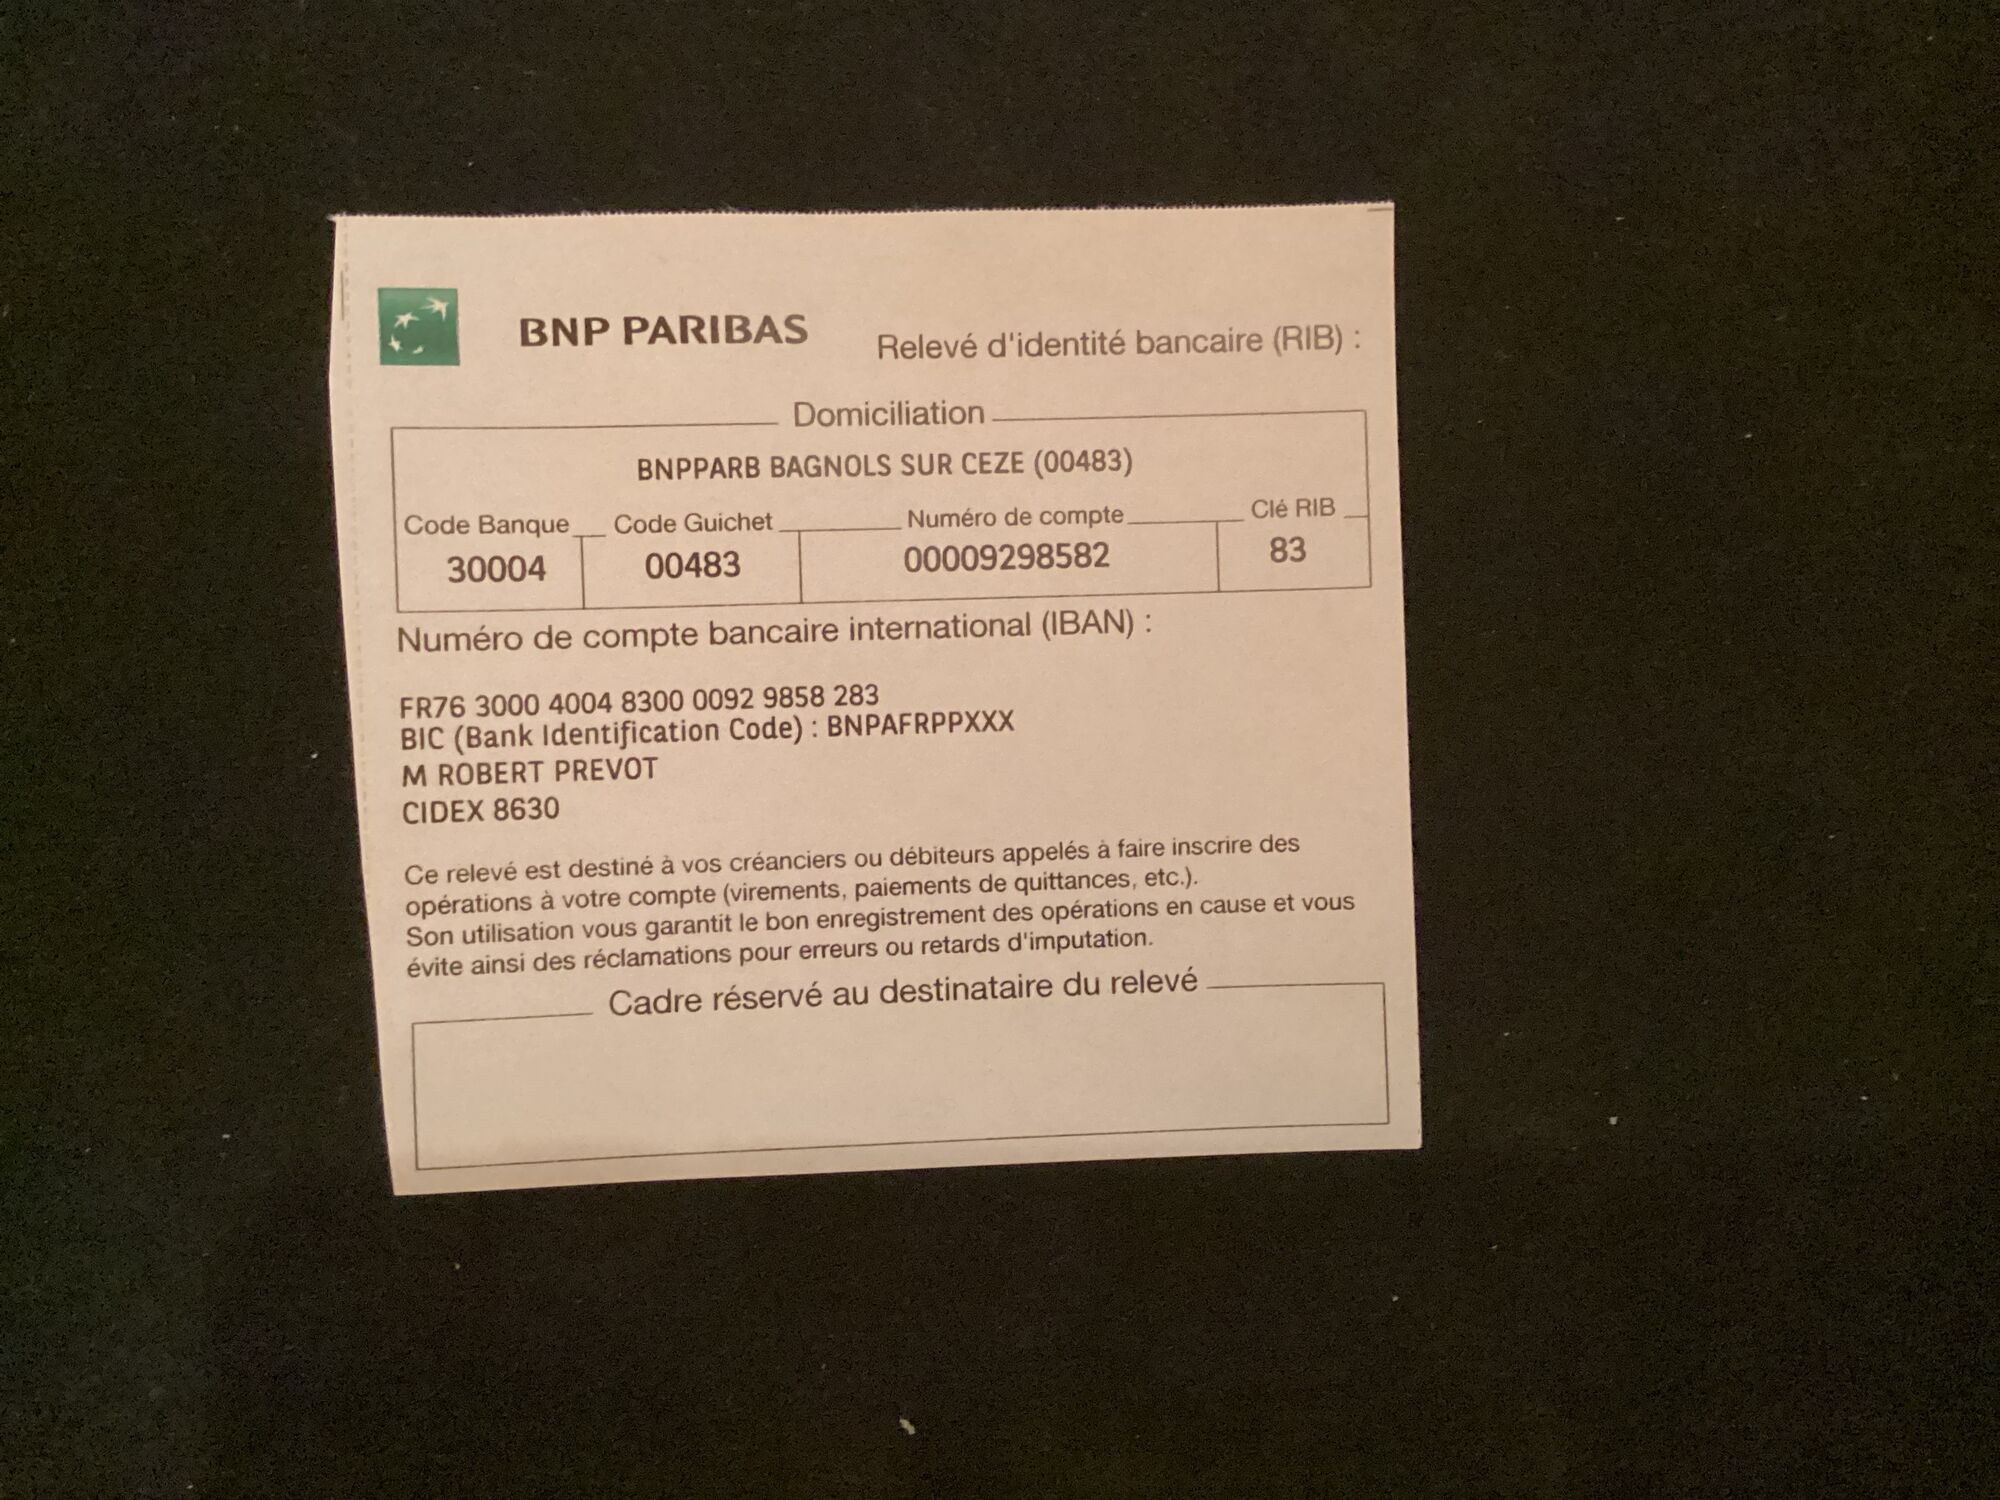 BNP PARIBAS Relevé d'identité bancaire (RIB) :
Domiciliation
BNPPARB BAGNOLS SUR CEZE (00483)
Code Banque Code Guichet Numéro de compte Clé RIB
30004 00483 00009298582 83
Numéro de compte bancaire international (IBAN) :
FR76 3000 4004 8300 0092 9858 283
BIC (Bank Identification Code) : BNPAFRPPXXX
M ROBERT PREVOT
CIDEX 8630
Ce relevé est destiné à vos créanciers ou débiteurs appelés à faire inscrire des
opérations à votre compte (virements, paiements de quittances, etc.).
Son utilisation vous garantit le bon enregistrement des opérations en cause et vous
évite ainsi des réclamations pour erreurs ou retards d'imputation.
Cadre réservé au destinataire du relevé